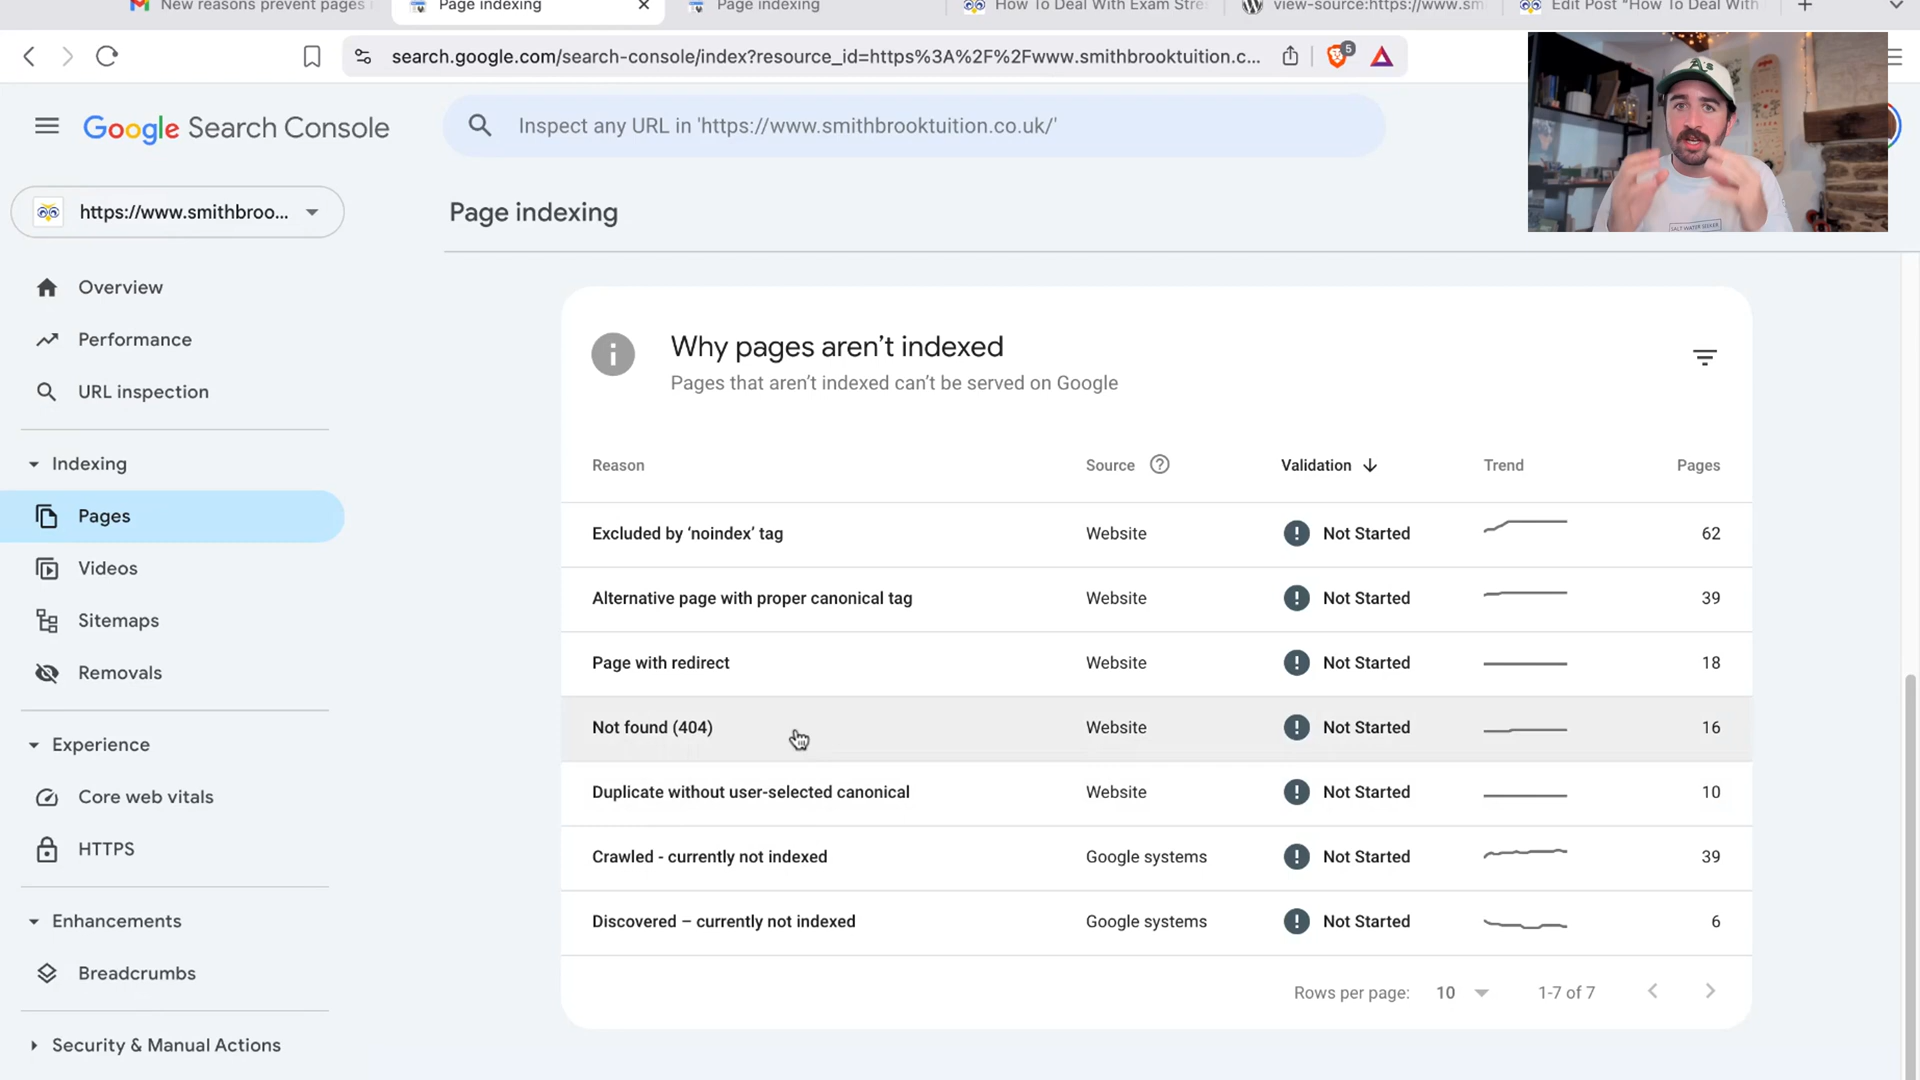 New reasons prevent pages
Page indexing
Page indexing
How To Deal With Exam Stre
view-source:https://www.sm
Edit Post "How To Deal With
search.google.com/search-console/index?resource_id=https%3A%2F%2Fwww.smithbrooktuition.c...
5
Google Search Console
Inspect any URL in 'https://www.smithbrooktuition.co.uk/'
A's
SALT WATER SEEKER
https://www.smithbroo...
Page indexing
Overview
Performance
URL inspection
Indexing
Pages
Videos
Sitemaps
Removals
Experience
Core web vitals
HTTPS
Enhancements
Breadcrumbs
Security & Manual Actions
Why pages aren’t indexed
Pages that aren’t indexed can’t be served on Google
Reason Source Validation Trend Pages
Excluded by ‘noindex’ tag Website Not Started 62
Alternative page with proper canonical tag Website Not Started 39
Page with redirect Website Not Started 18
Not found (404) Website Not Started 16
Duplicate without user-selected canonical Website Not Started 10
Crawled - currently not indexed Google systems Not Started 39
Discovered – currently not indexed Google systems Not Started 6
Rows per page: 10 1-7 of 7